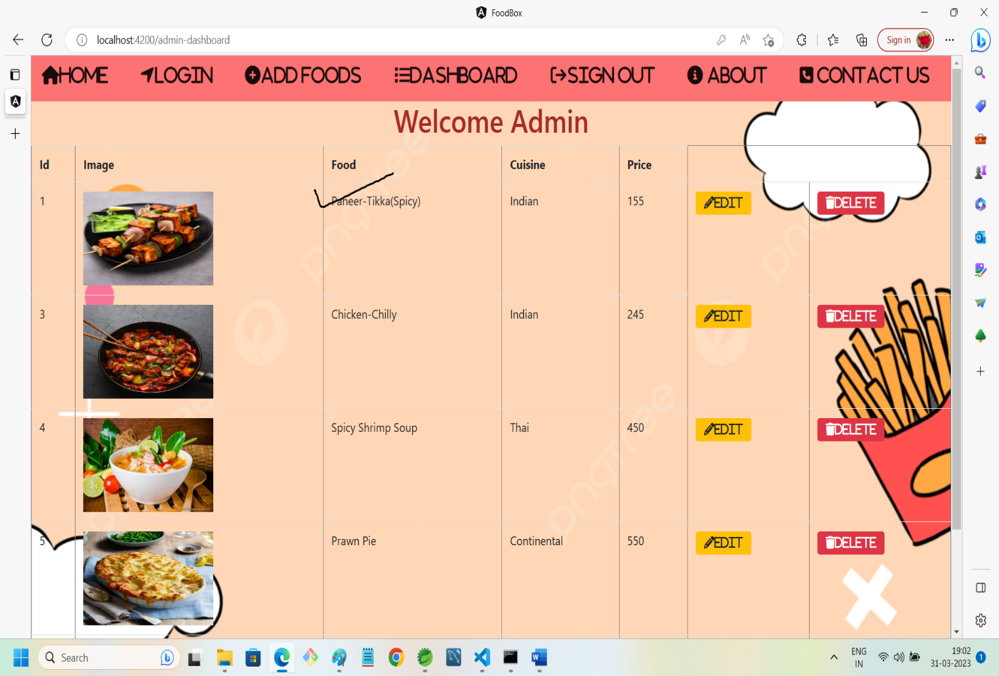 FoodBox
localhost:4200/admin-dashboard
Sign in
HOME LOGIN ADD FOODS DASHBOARD SIGN OUT ABOUT CONTACT US
Welcome Admin
Id Image Food Cuisine Price
1 Paneer-Tikka(Spicy) Indian 155 EDIT DELETE
3 Chicken-Chilly Indian 245 EDIT DELETE
4 Spicy Shrimp Soup Thai 450 EDIT DELETE
5 Prawn Pie Continental 550 EDIT DELETE
pngtree
pngtree
pngtree
Search
ENG
IN
19:02
31-03-2023
1